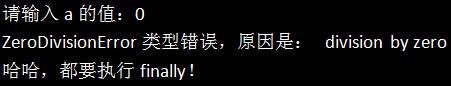 请输入 a 的值：0
ZeroDivisionError 类型错误，原因是： division by zero
哈哈，都要执行 finally！